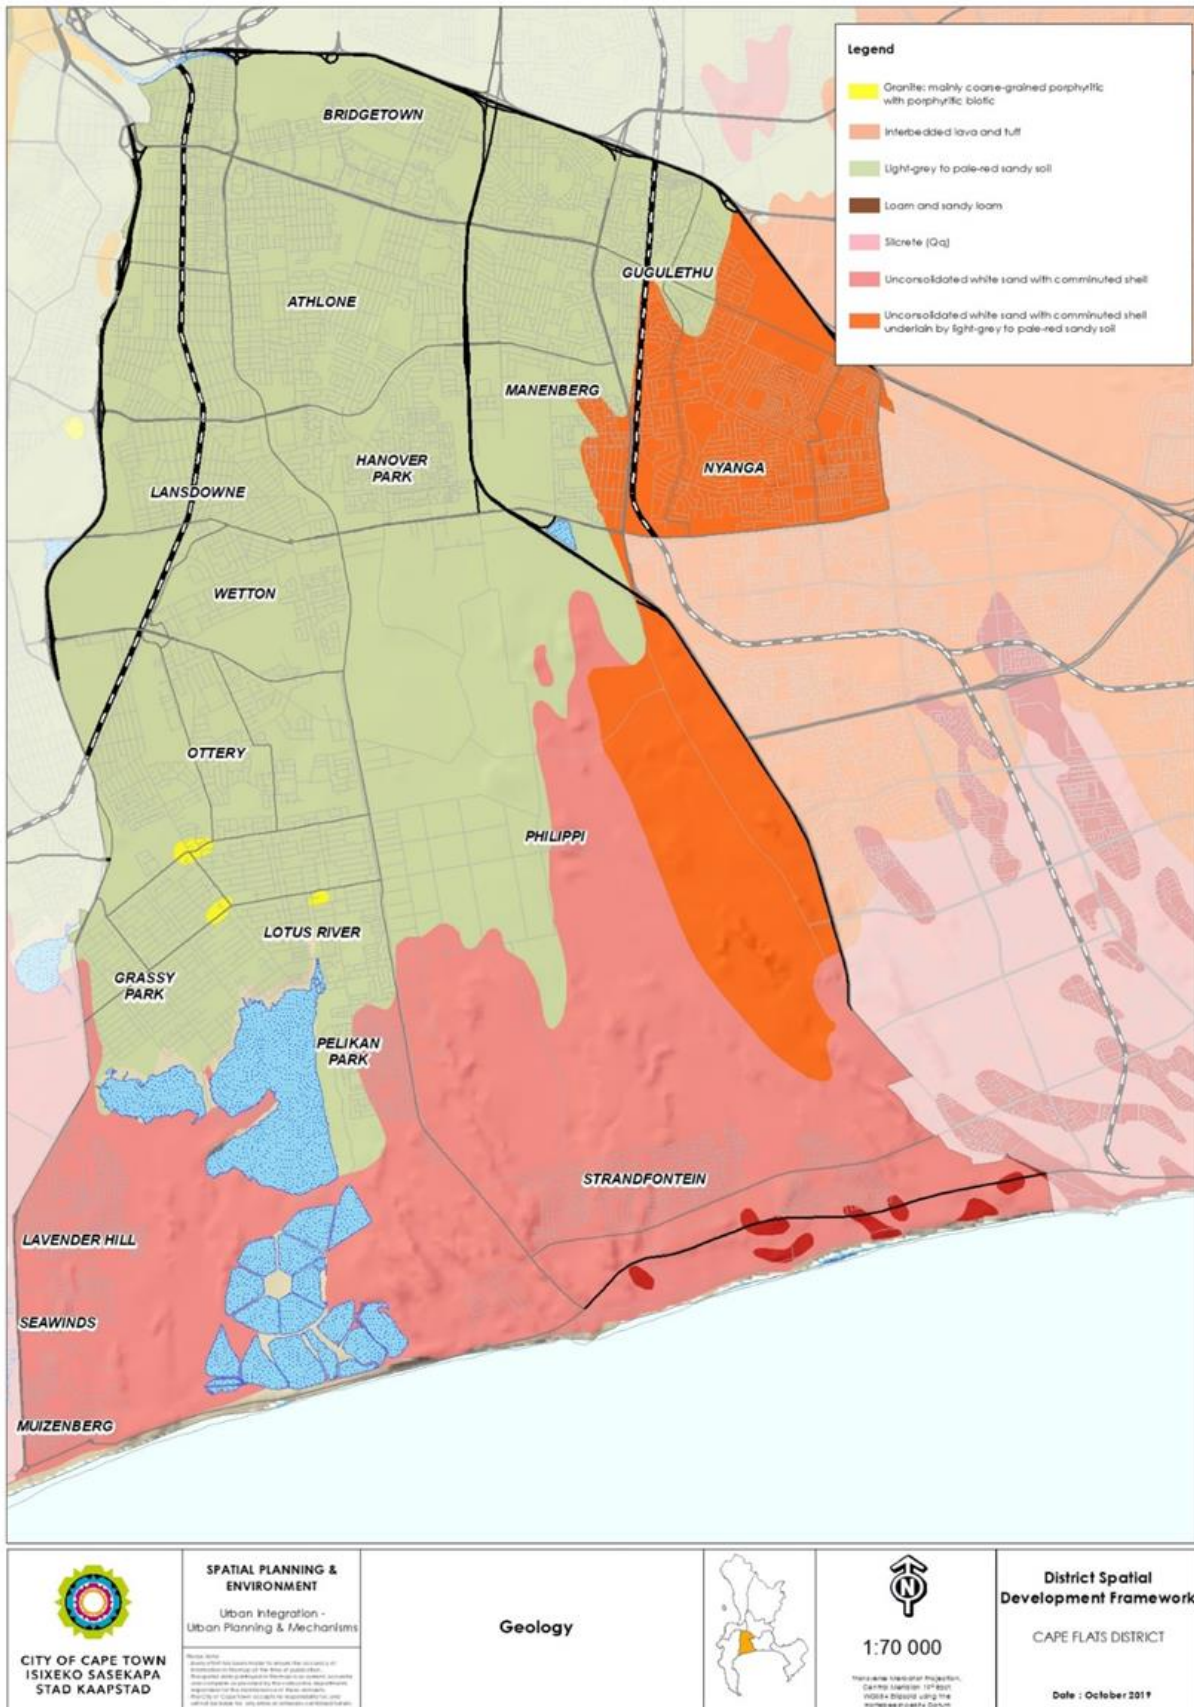 Legend
Granite: mainly coarse-grained porphyritic
with porphyritic biotic
Interbedded lava and tuff
Light-grey to pale-red sandy soil
Loam and sandy loam
Silcrete (Qq)
Unconsolidated white sand with comminuted shell
Unconsolidated white sand with comminuted shell
underlain by light-grey to pale-red sandy soil
BRIDGETOWN
GUGULETHU
ATHLONE
MANENBERG
HANOVER
PARK
NYANGA
LANSDOWNE
WETTON
OTTERY
PHILIPPI
LOTUS RIVER
GRASSY
PARK
PELIKAN
PARK
STRANDFONTEIN
LAVENDER HILL
SEAWINDS
MUIZENBERG
CITY OF CAPE TOWN
ISIXEKO SASEKAPA
STAD KAAPSTAD
SPATIAL PLANNING &
ENVIRONMENT
Urban Integration -
Urban Planning & Mechanisms
Geology
N
1:70 000
District Spatial
Development Framework
CAPE FLATS DISTRICT
Date : October 2019